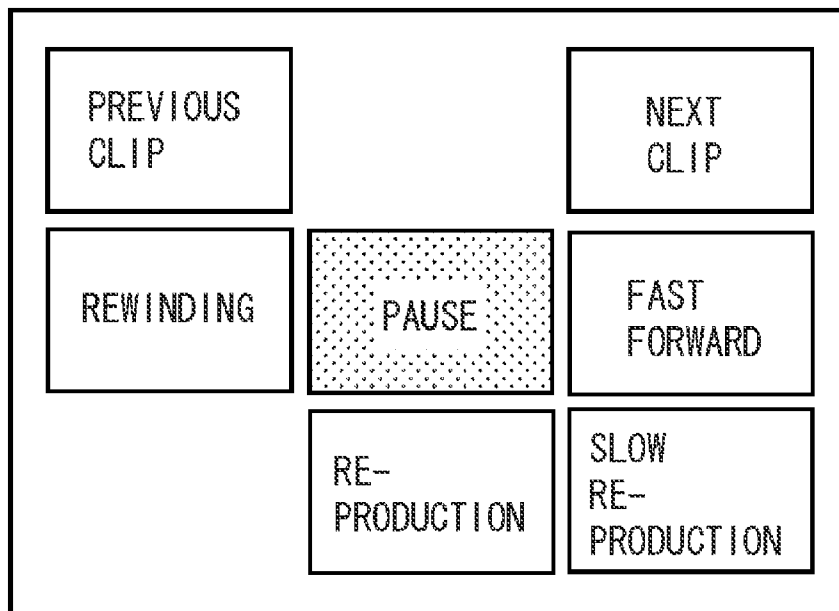 PREVIOUS
CLIP
NEXT
CLIP
REWINDING
PAUSE
FAST
FORWARD
RE-
PRODUCTION
SLOW
RE-
PRODUCTION